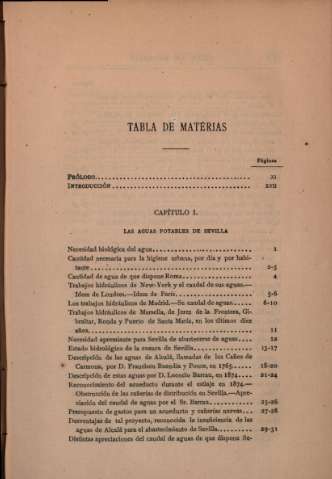 TABLA DE MATERIAS
Páginas
PRÓLOGO XI
INTRODUCCIÓN XVII
CAPÍTULO I.
LAS AGUAS POTABLES DE SEVILLA
Necesidad biológica del agua 1
Cantidad necesaria para la higiene urbana, por día y por habi-
tante 2-3
Cantidad de agua de que dispone Roma 4
Trabajos hidráulicos de New-York y el caudal de sus aguas.—
Idem de Londres.—Idem de París 5-6
Los trabajos hidráulicos de Madrid.—Su caudal de aguas 6-10
Trabajos hidráulicos de Marsella, de Jerez de la Frontera, Gi-
braltar, Ronda y Puerto de Santa María, en los últimos diez
años 11
Necesidad apremiante para Sevilla de abastecerse de aguas 12
Estado hidrológico de la comarca de Sevilla 13-17
Descripción de las aguas de Alcalá, llamadas de los Caños de
Carmona, por D. Francisco Buendía y Ponce, en 1765 18-20
Descripción de estas aguas por D. Leoncio Barrau, en 1874 21-24
Reconocimiento del acueducto durante el estiaje en 1874.—
Obstrucción de las cañerías de distribución en Sevilla.—Apre-
ciación del caudal de aguas por el Sr. Barrau 25-26
Presupuesto de gastos para un acueducto y cañerías nuevas 27-28
Desventajas de tal proyecto, reconocida la insuficiencia de las
aguas de Alcalá para el abastecimiento de Sevilla 29-31
Distintas apreciaciones del caudal de aguas de que dispone Se-